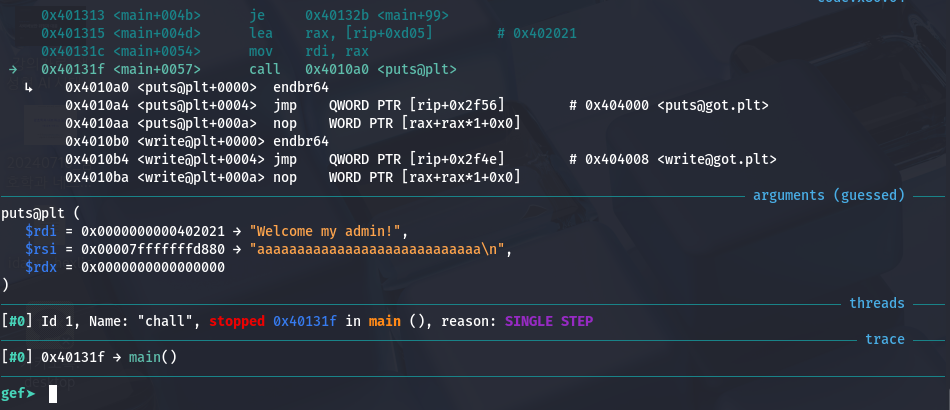 code:x86:64
0x401313 <main+004b> je 0x40132b <main+99>
0x401315 <main+004d> lea rax, [rip+0xd05] # 0x402021
0x40131c <main+0054> mov rdi, rax
→ 0x40131f <main+0057> call 0x4010a0 <puts@plt>
↳ 0x4010a0 <puts@plt+0000> endbr64
0x4010a4 <puts@plt+0004> jmp QWORD PTR [rip+0x2f56] # 0x404000 <puts@got.plt>
0x4010aa <puts@plt+000a> nop WORD PTR [rax+rax*1+0x0]
0x4010b0 <write@plt+0000> endbr64
0x4010b4 <write@plt+0004> jmp QWORD PTR [rip+0x2f4e] # 0x404008 <write@got.plt>
0x4010ba <write@plt+000a> nop WORD PTR [rax+rax*1+0x0]
arguments (guessed)
puts@plt (
$rdi = 0x0000000000402021 → "Welcome my admin!",
$rsi = 0x00007fffffffd880 → "aaaaaaaaaaaaaaaaaaaaaaaaaaaa\n",
$rdx = 0x0000000000000000
)
threads
[#0] Id 1, Name: "chall", stopped 0x40131f in main (), reason: SINGLE STEP
trace
[#0] 0x40131f → main()
gef➤